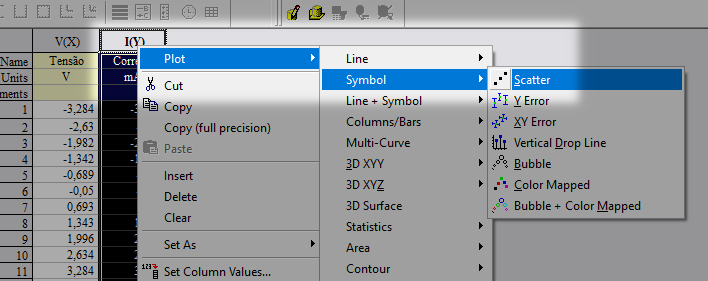 V(X) I(Y)
Name Tensão
Units V
1 -3,284
2 -2,63
3 -1,982
4 -1,342
5 -0,689
6 -0,05
7 0,693
8 1,343
9 1,996
10 2,634
11 3,284
Plot
Cut
Copy
Copy (full precision)
Paste
Insert
Delete
Clear
Set As
Set Column Values...
Line
Symbol
Line + Symbol
Columns/Bars
Multi-Curve
3D XYY
3D XYZ
3D Surface
Statistics
Area
Contour
Scatter
Y Error
XY Error
Vertical Drop Line
Bubble
Color Mapped
Bubble + Color Mapped